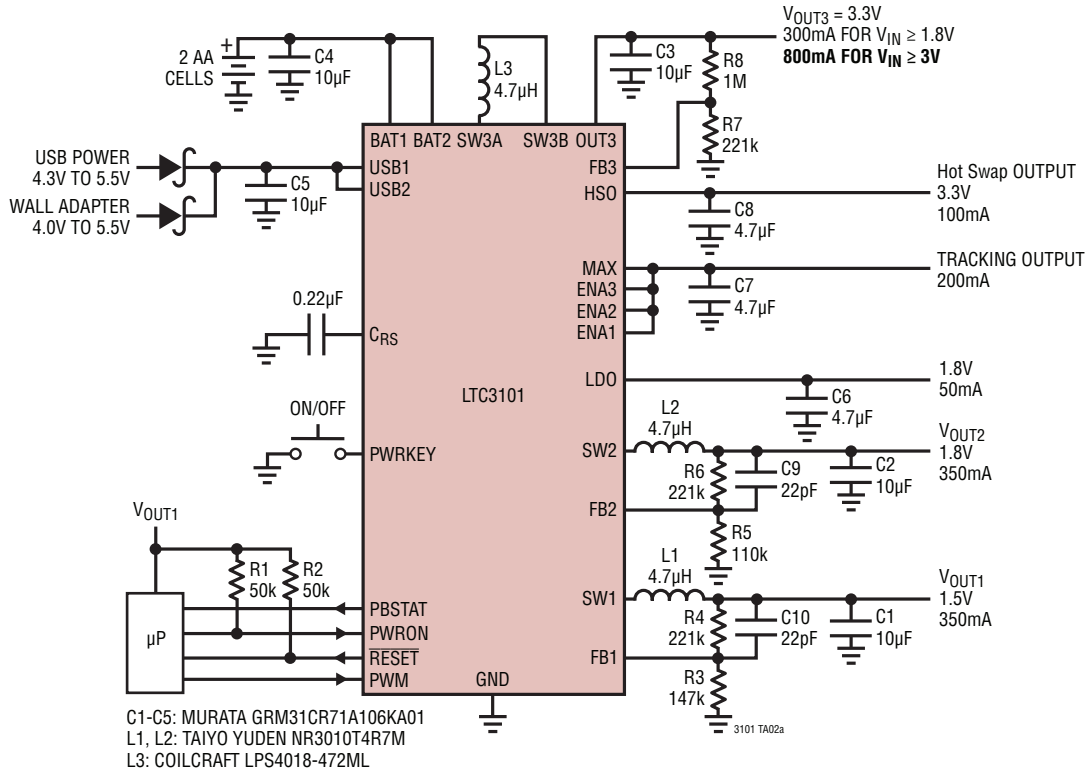 2 AA
CELLS
+
C4
10µF
L3
4.7µH
C3
10µF
R8
1M
R7
221k
VOUT3 = 3.3V
300mA FOR VIN ≥ 1.8V
800mA FOR VIN ≥ 3V
BAT1 BAT2 SW3A SW3B OUT3
USB POWER
4.3V TO 5.5V
WALL ADAPTER
4.0V TO 5.5V
C5
10µF
USB1
USB2
FB3
HSO
Hot Swap OUTPUT
3.3V
100mA
C8
4.7µF
MAX
ENA3
ENA2
ENA1
TRACKING OUTPUT
200mA
C7
4.7µF
0.22µF
CRS
LTC3101
LDO
1.8V
50mA
C6
4.7µF
ON/OFF
PWRKEY
SW2
L2
4.7µH
R6
221k
C9
22pF
C2
10µF
VOUT2
1.8V
350mA
FB2
R5
110k
VOUT1
R1
50k
R2
50k
µP
PBSTAT
PWRON
RESET
PWM
GND
SW1
L1
4.7µH
R4
221k
C10
22pF
C1
10µF
VOUT1
1.5V
350mA
FB1
R3
147k
3101 TA02a
C1-C5: MURATA GRM31CR71A106KA01
L1, L2: TAIYO YUDEN NR3010T4R7M
L3: COILCRAFT LPS4018-472ML